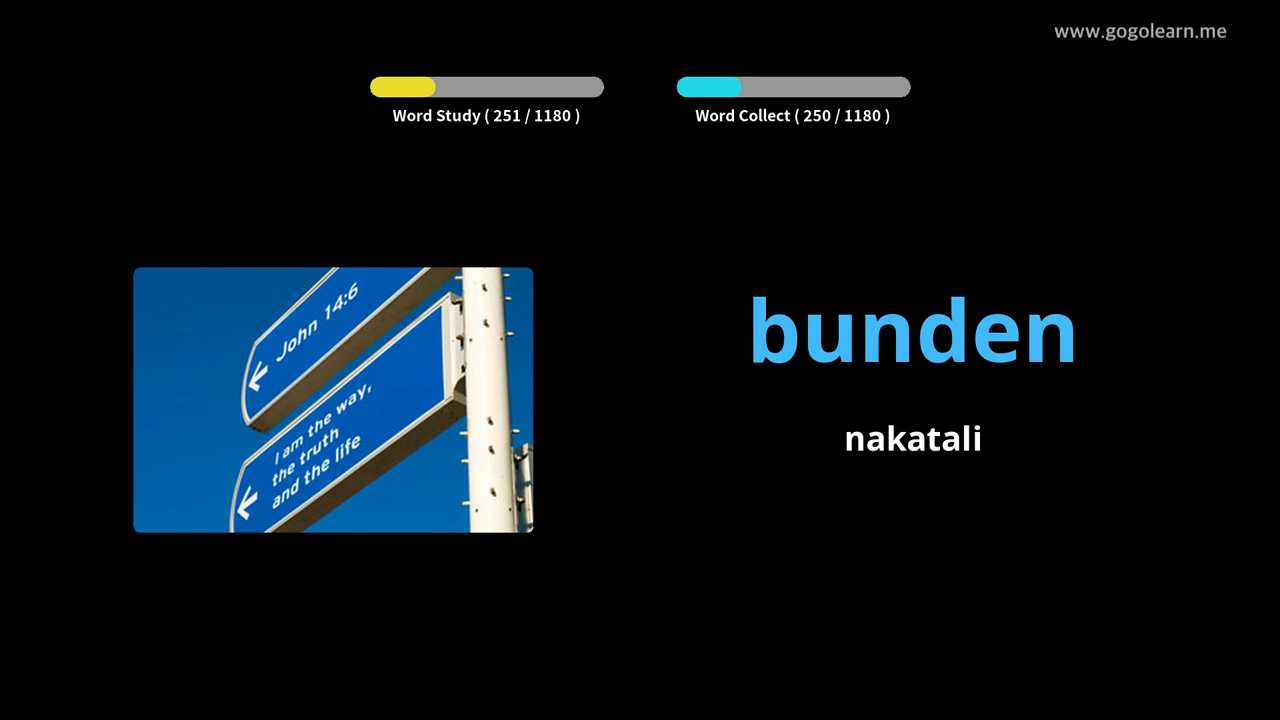 www.gogolearn.me
Word Study ( 251 / 1180 )
Word Collect ( 250 / 1180 )
John 14:6
I am the way,
the truth
and the life
bunden
nakatali